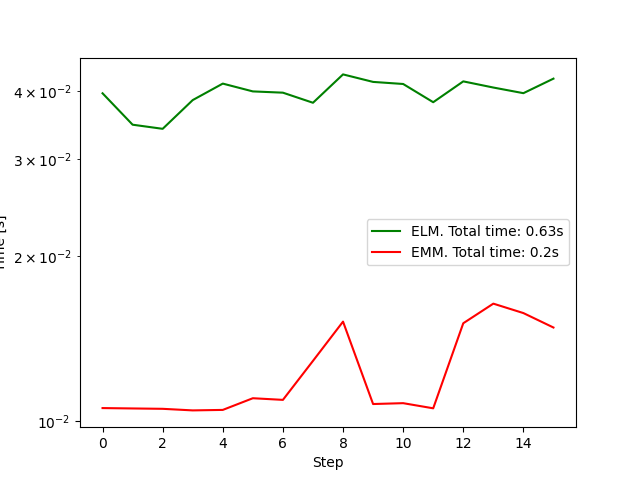 4 × 10⁻²
3 × 10⁻²
2 × 10⁻²
10⁻²
ELM. Total time: 0.63s
EMM. Total time: 0.2s
0 2 4 6 8 10 12 14
Step